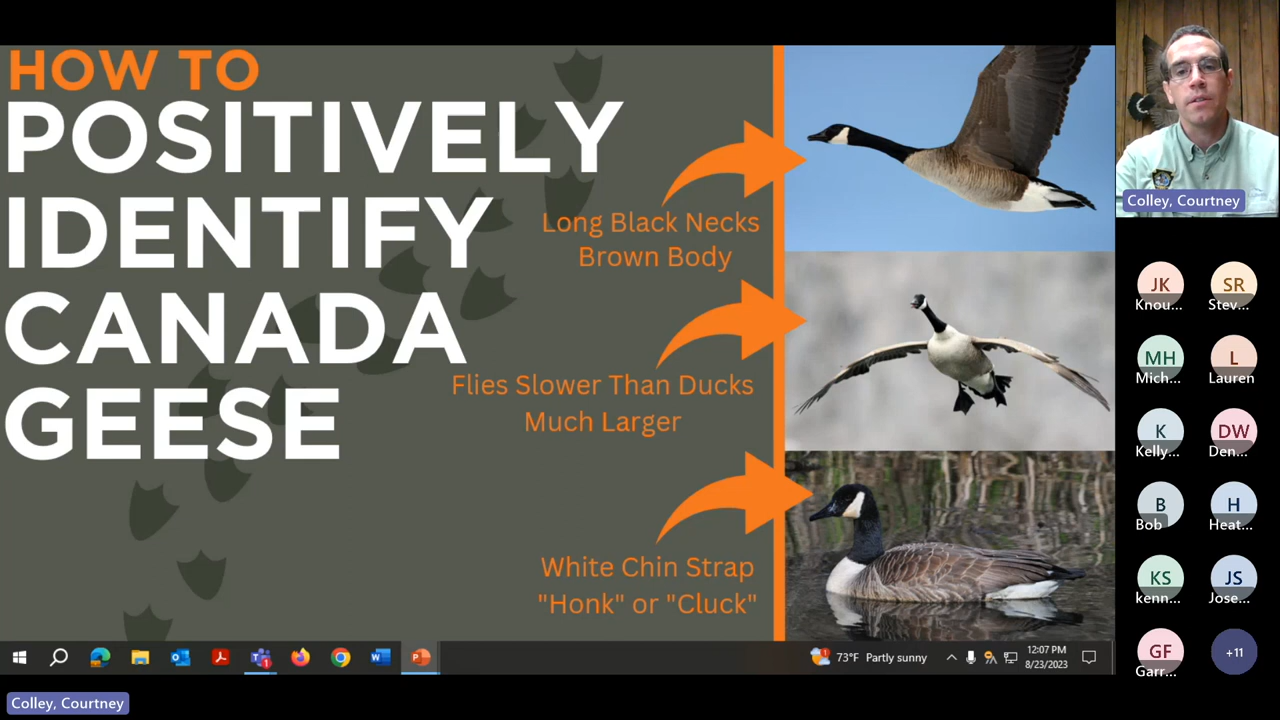 HOW TO
POSITIVELY
IDENTIFY
CANADA
GEESE
Long Black Necks
Brown Body
Flies Slower Than Ducks
Much Larger
White Chin Strap
"Honk" or "Cluck"
Colley, Courtney
JK
Knou...
SR
Stev...
MH
Mich...
L
Lauren
K
Kelly...
DW
Den...
B
Bob
H
Heat...
KS
kenn...
JS
Jose...
GF
Garr...
+11
73°F Partly sunny
12:07 PM
8/23/2023
Colley, Courtney